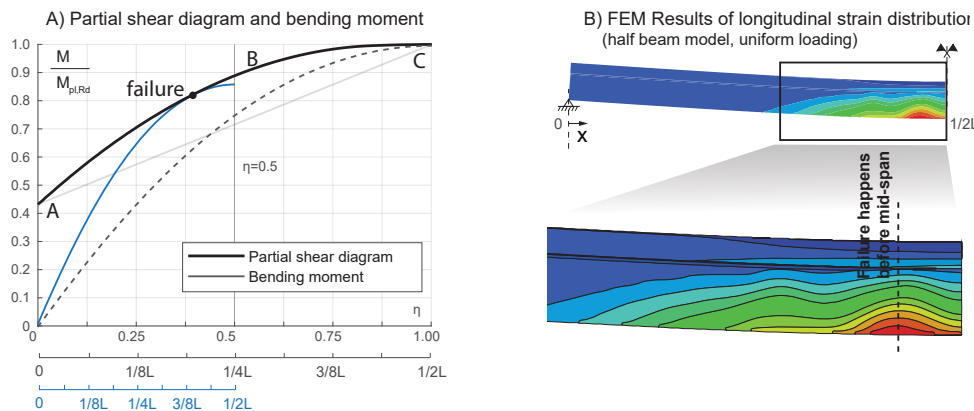 A) Partial shear diagram and bending moment
1.0
M
M pl,Rd
0.9
failure
B
C
0.8
0.7
0.6
η=0.5
0.5
0.4
A
0.3
Partial shear diagram
0.2
Bending moment
0.1
0
η
0
0.25
0.5
0.75
1.00
0
1/8L
1/4L
3/8L
1/2L
0
1/8L
1/4L
3/8L
1/2L
B) FEM Results of longitudinal strain distribution
(half beam model, uniform loading)
0
X
1/2L
Failure happens
before mid-span